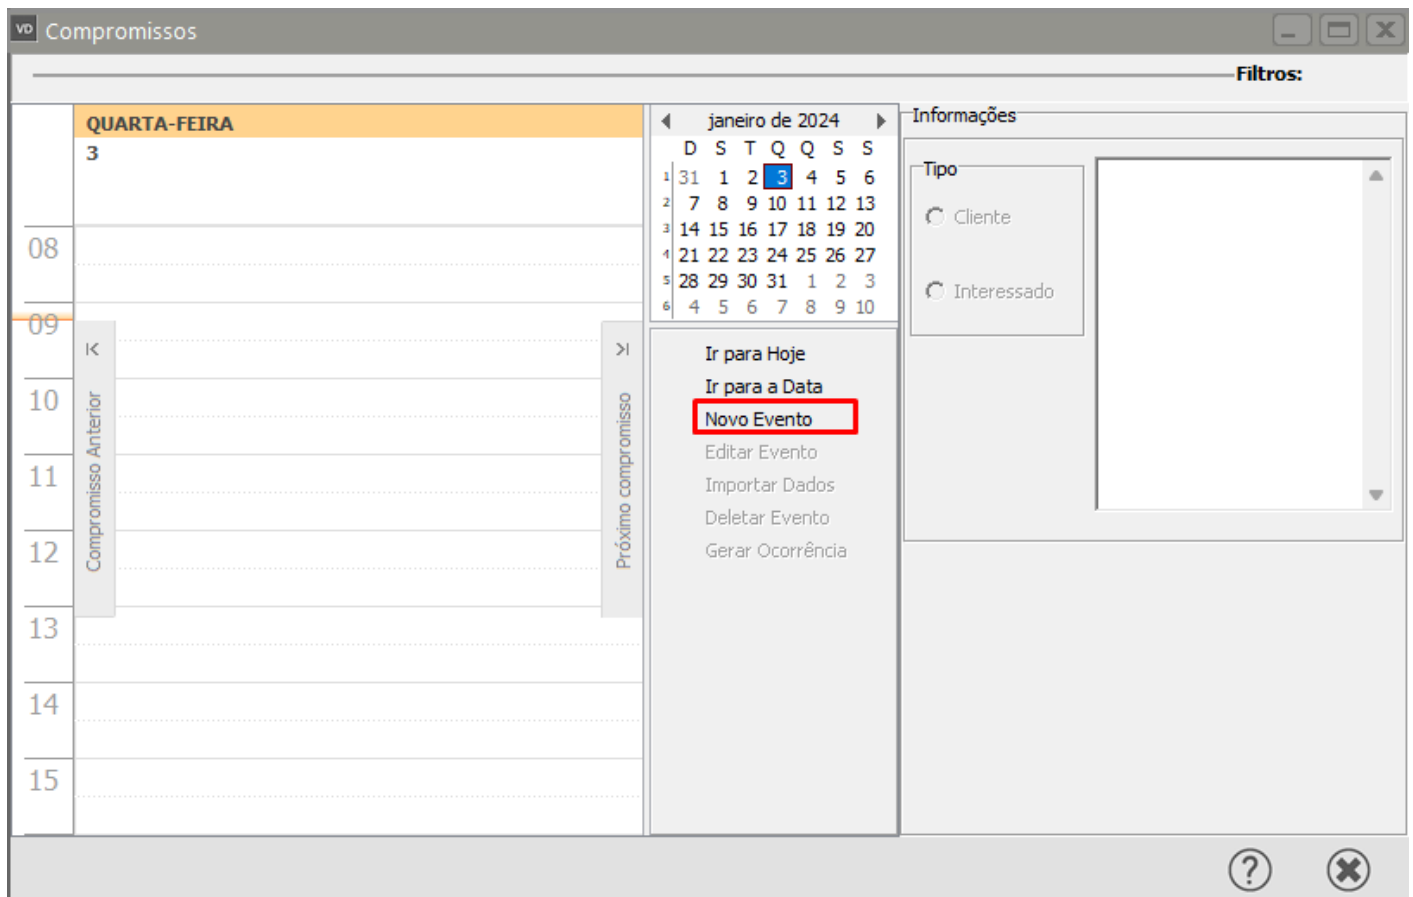 VD Compromissos
Filtros:
QUARTA-FEIRA
3
08
09
10
11
12
13
14
15
Compromisso Anterior
Próximo compromisso
janeiro de 2024
D S T Q Q S S
1 31 1 2 3 4 5 6
2 7 8 9 10 11 12 13
3 14 15 16 17 18 19 20
4 21 22 23 24 25 26 27
5 28 29 30 31 1 2 3
6 4 5 6 7 8 9 10
Ir para Hoje
Ir para a Data
Novo Evento
Editar Evento
Importar Dados
Deletar Evento
Gerar Ocorrência
Informações
Tipo
Cliente
Interessado
?